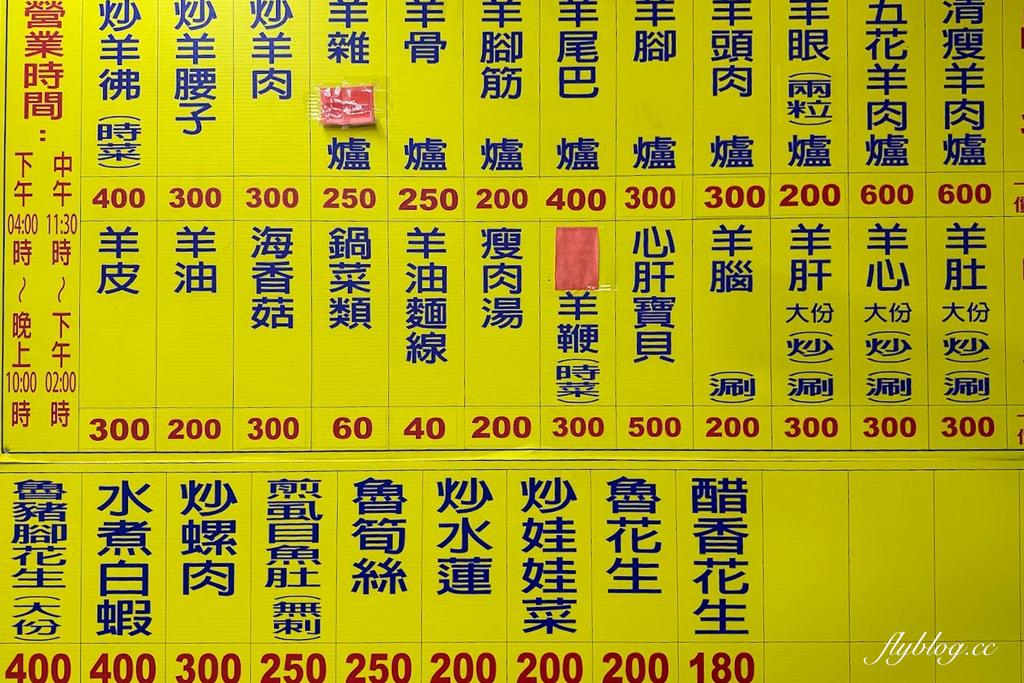 營業時間：
中午11:30時～下午02:00時
下午04:00時～晚上10:00時
清瘦羊肉爐 600
五花羊肉爐 600
羊眼（兩粒）爐 200
羊頭肉爐 300
羊腳爐 300
羊尾巴爐 400
羊腳筋爐 200
羊骨爐 250
羊雜爐 250
炒羊肉 300
炒羊腰子 300
炒羊彿（時菜） 400
羊肚大份（炒）（涮） 300
羊心大份（炒）（涮） 300
羊肝大份（炒）（涮） 300
羊腦（涮） 200
心肝寶貝 500
羊鞭（時菜） 300
瘦肉湯 200
羊油麵線 40
鍋菜類 60
海香菇 300
羊油 200
羊皮 300
醋香花生 180
魯花生 200
炒娃娃菜 200
炒水蓮 200
魯筍絲 250
煎虱目魚肚（無刺） 250
炒螺肉 300
水煮白蝦 400
魯豬腳花生（大份） 400
flyblog.cc